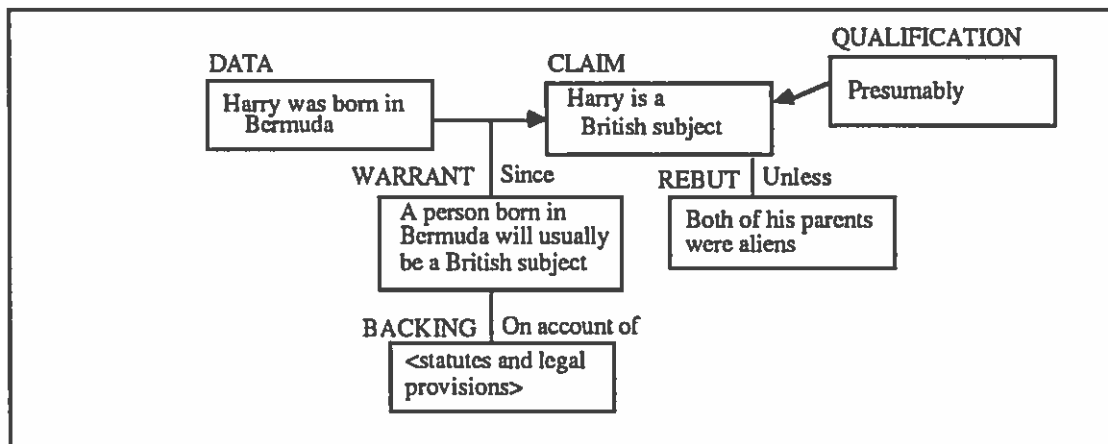 QUALIFICATION
Presumably
DATA
Harry was born in
Bermuda
CLAIM
Harry is a
British subject
WARRANT Since
A person born in
Bermuda will usually
be a British subject
REBUT Unless
Both of his parents
were aliens
BACKING On account of
<statutes and legal
provisions>